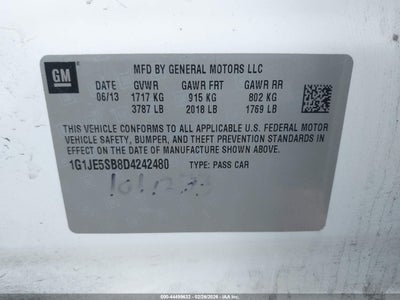 GM
MFD BY GENERAL MOTORS LLC
06/13 GVWR GAWR FRT GAWR RR
1717 KG 915 KG 802 KG
3787 LB 2018 LB 1769 LB
THIS VEHICLE CONFORMS TO ALL APPLICABLE U.S. FEDERAL MOTOR
VEHICLE SAFETY, BUMPER, AND THEFT PREVENTION STANDARDS
IN EFFECT ON THE DATE OF MANUFACTURE SHOWN ABOVE.
1G1JE5SB8D4242480 TYPE: PASS CAR